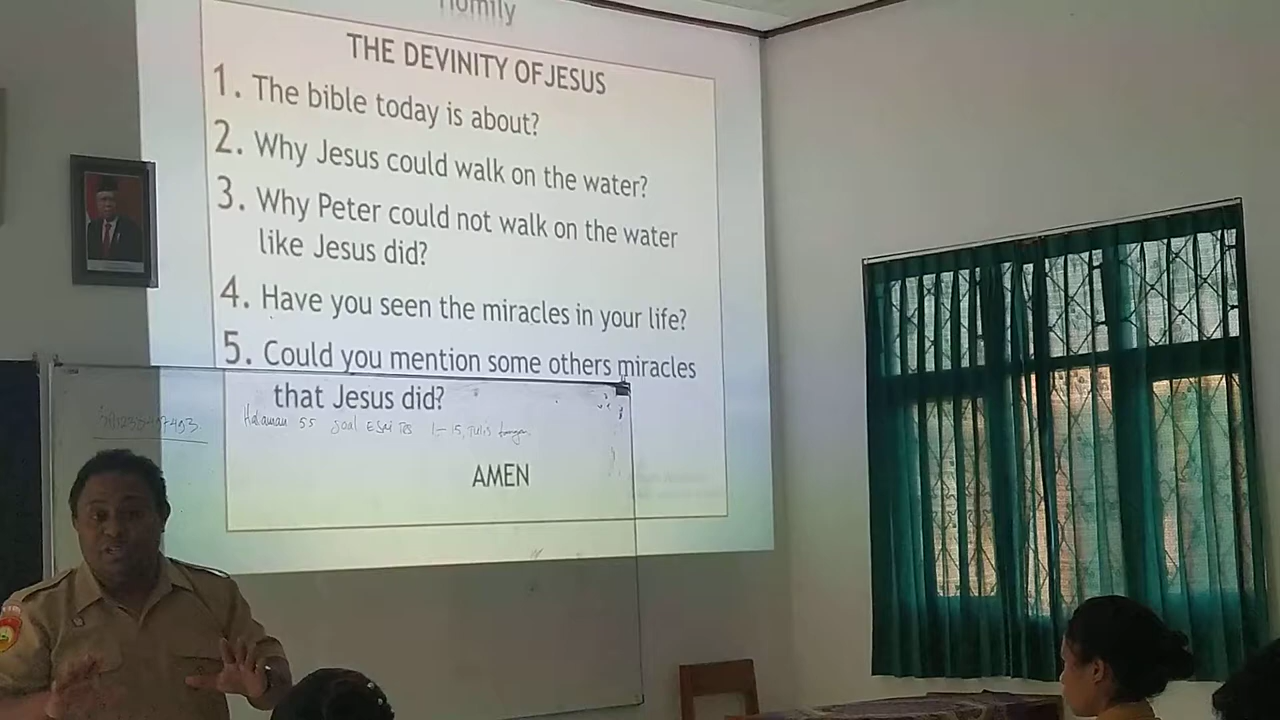 Homily
THE DEVINITY OF JESUS
1. The bible today is about?
2. Why Jesus could walk on the water?
3. Why Peter could not walk on the water
like Jesus did?
4. Have you seen the miracles in your life?
5. Could you mention some others miracles
that Jesus did?
Halaman 55 Soal ESAI TES 1-15, Tulis tangan
AMEN